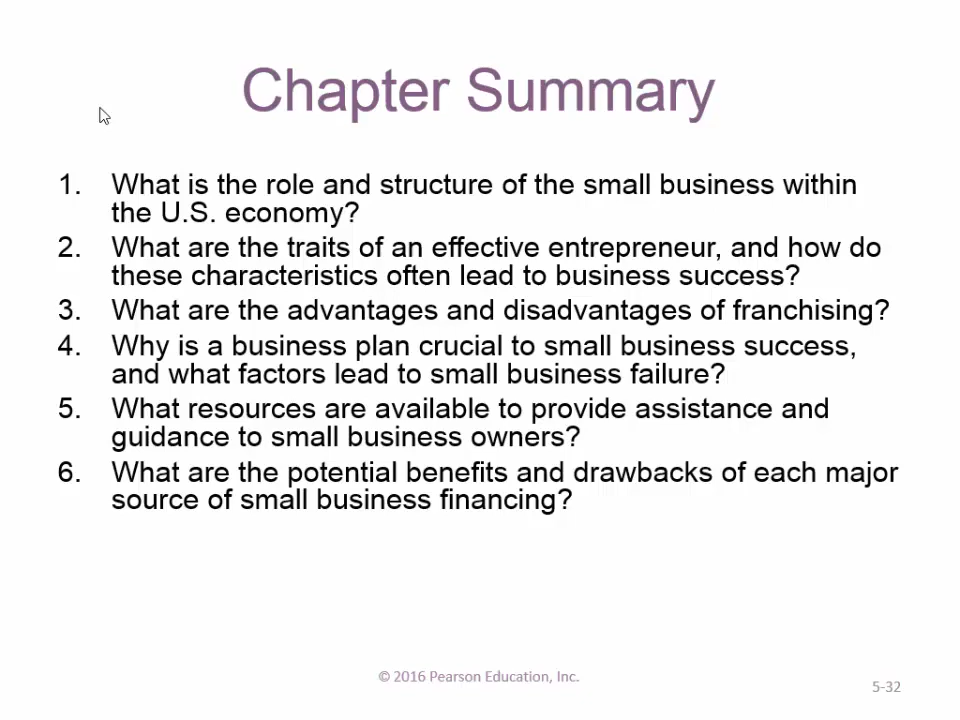 Chapter Summary
1. What is the role and structure of the small business within
the U.S. economy?
2. What are the traits of an effective entrepreneur, and how do
these characteristics often lead to business success?
3. What are the advantages and disadvantages of franchising?
4. Why is a business plan crucial to small business success,
and what factors lead to small business failure?
5. What resources are available to provide assistance and
guidance to small business owners?
6. What are the potential benefits and drawbacks of each major
source of small business financing?
© 2016 Pearson Education, Inc.
5-32